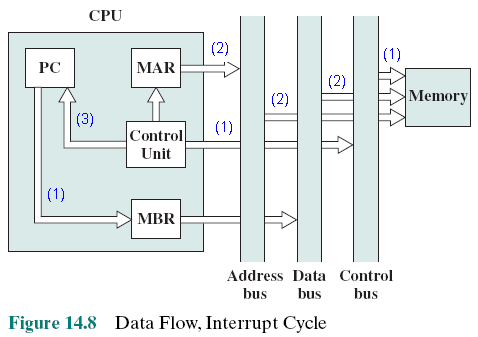 CPU
(2)
(1)
PC
MAR
(2)
(2)
Memory
(3)
Control
Unit
(1)
(1)
MBR
Address Data Control
bus bus bus
Figure 14.8 Data Flow, Interrupt Cycle